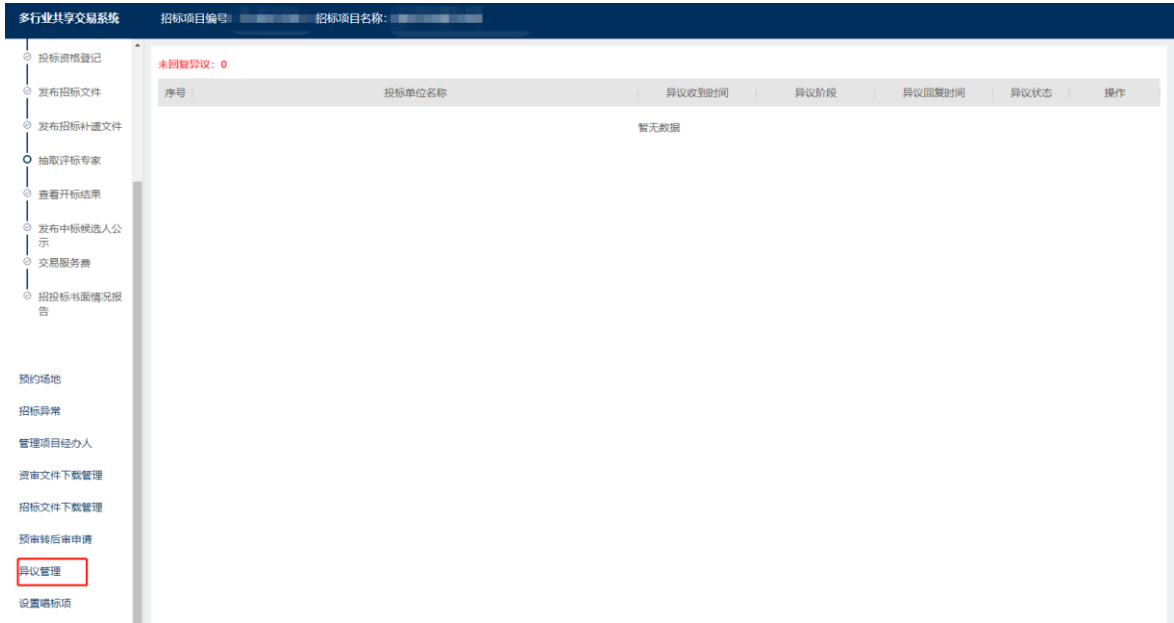 多行业共享交易系统 招标项目编号: 招标项目名称:
投标资格登记
发布招标文件
发布招标补遗文件
抽取评标专家
查看开标结果
发布中标候选人公
示
交易服务费
招投标书面情况报
告
预约场地
招标异常
管理项目经办人
资审文件下载管理
招标文件下载管理
预审转后审申请
异议管理
设置唱标项
未回复异议：0
序号 投标单位名称 异议收到时间 异议阶段 异议回复时间 异议状态 操作
暂无数据